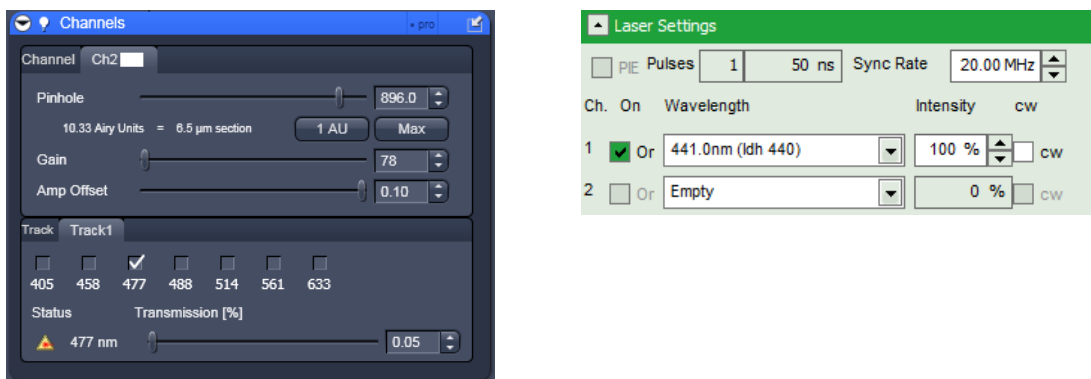 Channels
pro
Channel Ch2
Pinhole 896.0
10.33 Airy Units = 6.5 µm section 1 AU Max
Gain 78
Amp Offset 0.10
Track Track1
405 458 477 488 514 561 633
Status Transmission [%]
477 nm 0.05
Laser Settings
PIE Pulses 1 50 ns Sync Rate 20.00 MHz
Ch. On Wavelength Intensity cw
1 Or 441.0nm (ldh 440) 100 % cw
2 Or Empty 0 % cw